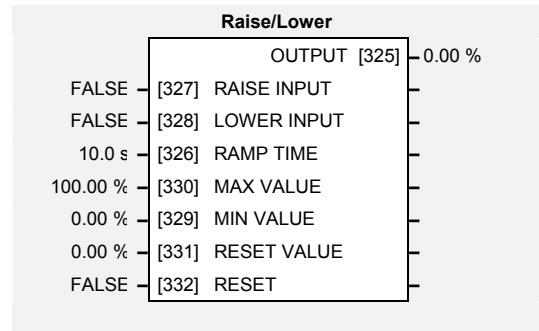 Raise/Lower
OUTPUT [325] 0.00 %
FALSE [327] RAISE INPUT
FALSE [328] LOWER INPUT
10.0 s [326] RAMP TIME
100.00 % [330] MAX VALUE
0.00 % [329] MIN VALUE
0.00 % [331] RESET VALUE
FALSE [332] RESET